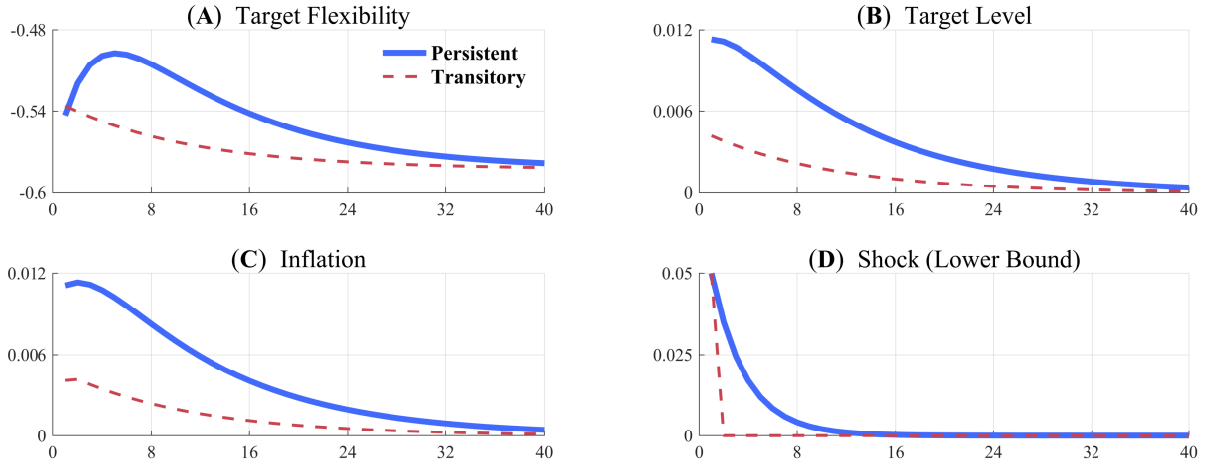 (A) Target Flexibility
-0.48
-0.54
-0.6
0 8 16 24 32 40
Persistent
Transitory
(B) Target Level
0.012
0.006
0
0 8 16 24 32 40
(C) Inflation
0.012
0.006
0
0 8 16 24 32 40
(D) Shock (Lower Bound)
0.05
0.025
0
0 8 16 24 32 40